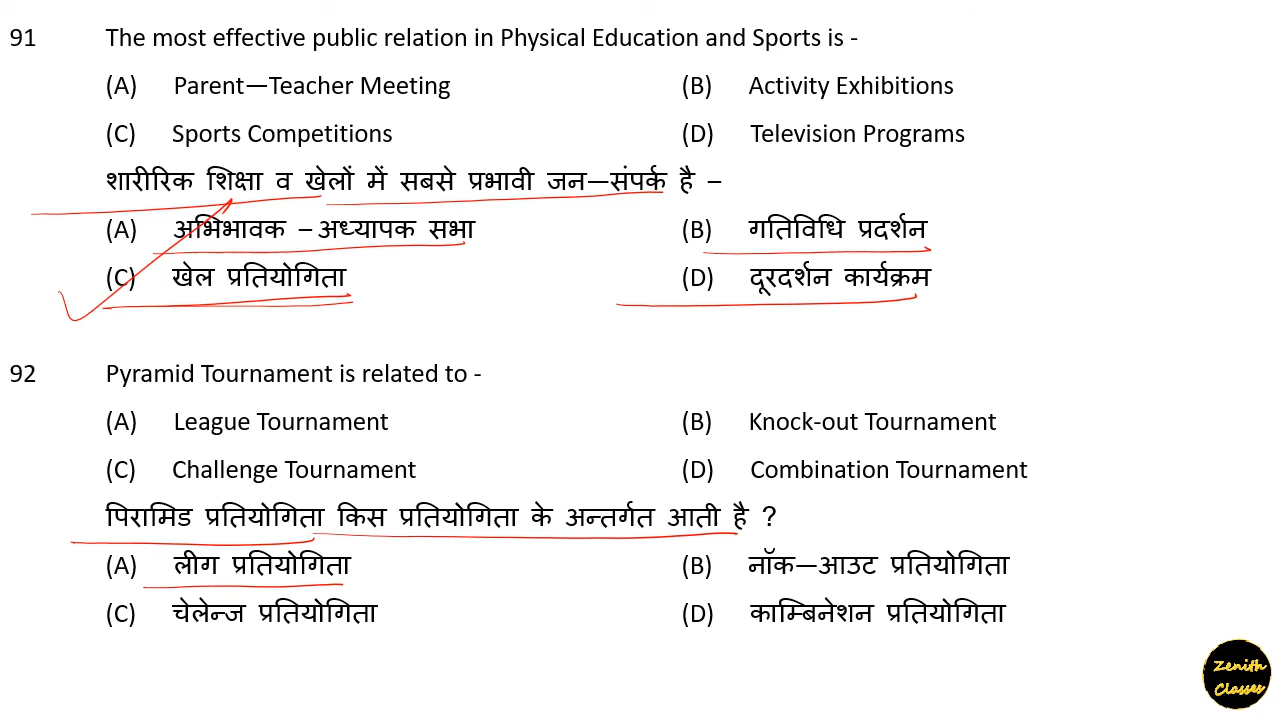 91 The most effective public relation in Physical Education and Sports is -
(A) Parent—Teacher Meeting (B) Activity Exhibitions
(C) Sports Competitions (D) Television Programs
शारीरिक शिक्षा व खेलों में सबसे प्रभावी जन—संपर्क है –
(A) अभिभावक – अध्यापक सभा (B) गतिविधि प्रदर्शन
(C) खेल प्रतियोगिता (D) दूरदर्शन कार्यक्रम
92 Pyramid Tournament is related to -
(A) League Tournament (B) Knock-out Tournament
(C) Challenge Tournament (D) Combination Tournament
पिरामिड प्रतियोगिता किस प्रतियोगिता के अन्तर्गत आती है ?
(A) लीग प्रतियोगिता (B) नॉक—आउट प्रतियोगिता
(C) चेलेन्ज प्रतियोगिता (D) काम्बिनेशन प्रतियोगिता
Zenith
Classes